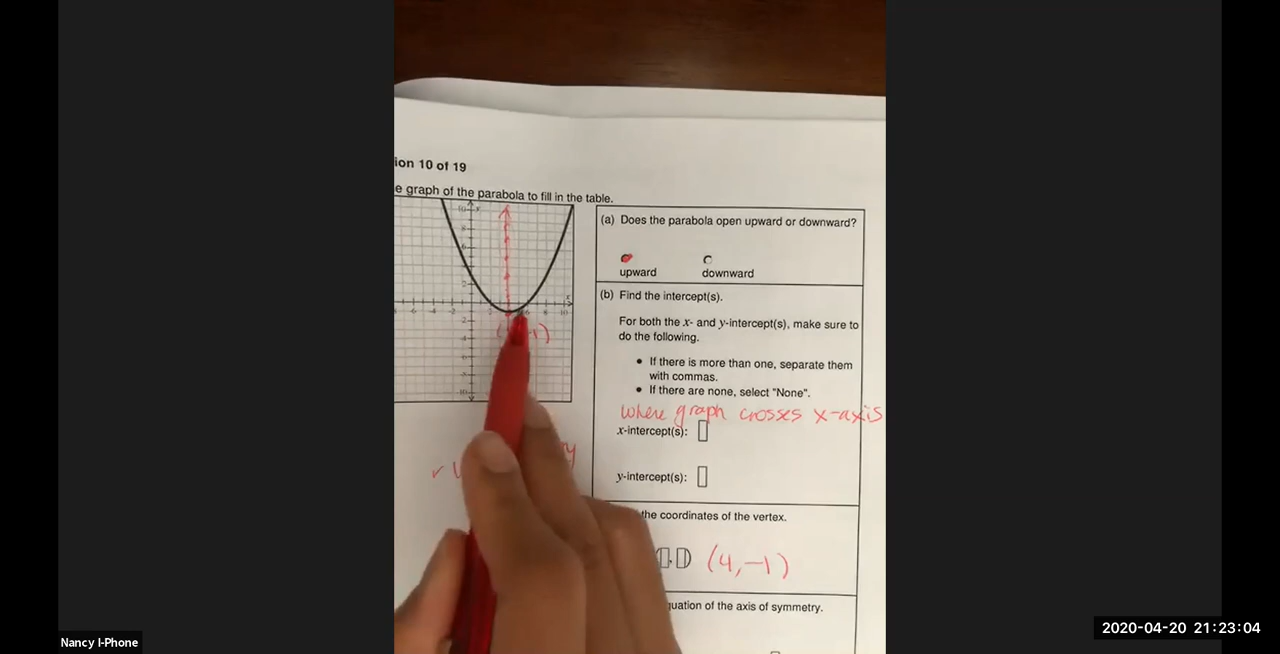 ion 10 of 19
e graph of the parabola to fill in the table.
(a) Does the parabola open upward or downward?
upward downward
(b) Find the intercept(s).
For both the x- and y-intercept(s), make sure to
do the following.
• If there is more than one, separate them
with commas.
• If there are none, select "None".
where graph crosses x-axis
x-intercept(s):
y-intercept(s):
the coordinates of the vertex.
(4,-1)
quation of the axis of symmetry.
Nancy I-Phone
2020-04-20 21:23:04